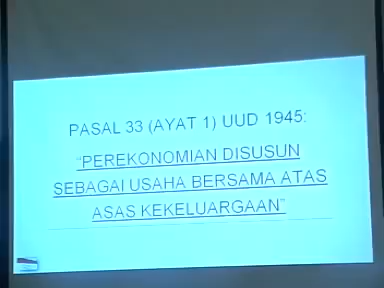 PASAL 33 (AYAT 1) UUD 1945:
"PEREKONOMIAN DISUSUN
SEBAGAI USAHA BERSAMA ATAS
ASAS KEKELUARGAAN"